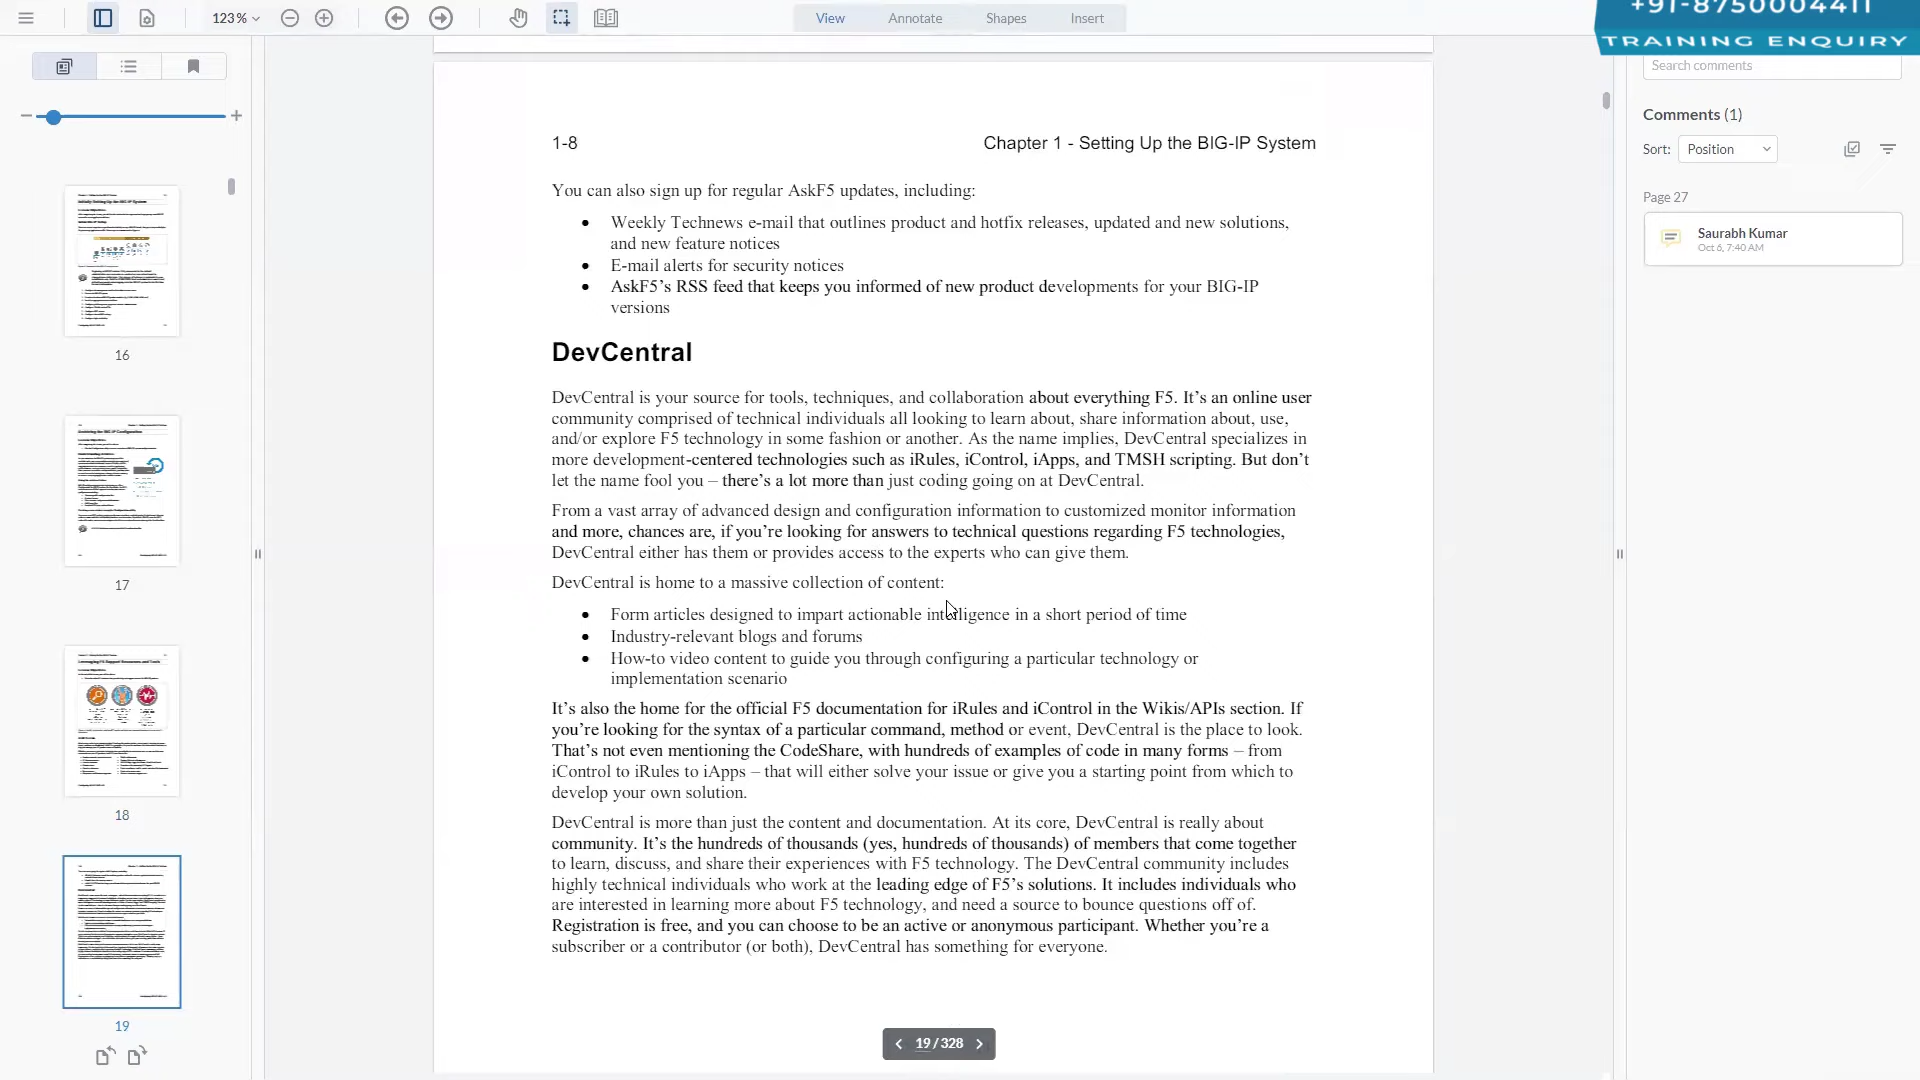 123%
View
Annotate
Shapes
Insert
+91-8750004411
TRAINING ENQUIRY
Search comments
Comments (1)
Sort:
Position
Page 27
Saurabh Kumar
Oct 6, 7:40 AM
16
17
18
19
1-8
Chapter 1 - Setting Up the BIG-IP System
You can also sign up for regular AskF5 updates, including:
• Weekly Technews e-mail that outlines product and hotfix releases, updated and new solutions,
and new feature notices
• E-mail alerts for security notices
• AskF5’s RSS feed that keeps you informed of new product developments for your BIG-IP
versions
DevCentral
DevCentral is your source for tools, techniques, and collaboration about everything F5. It’s an online user
community comprised of technical individuals all looking to learn about, share information about, use,
and/or explore F5 technology in some fashion or another. As the name implies, DevCentral specializes in
more development-centered technologies such as iRules, iControl, iApps, and TMSH scripting. But don’t
let the name fool you – there’s a lot more than just coding going on at DevCentral.
From a vast array of advanced design and configuration information to customized monitor information
and more, chances are, if you’re looking for answers to technical questions regarding F5 technologies,
DevCentral either has them or provides access to the experts who can give them.
DevCentral is home to a massive collection of content:
• Form articles designed to impart actionable intelligence in a short period of time
• Industry-relevant blogs and forums
• How-to video content to guide you through configuring a particular technology or
implementation scenario
It’s also the home for the official F5 documentation for iRules and iControl in the Wikis/APIs section. If
you’re looking for the syntax of a particular command, method or event, DevCentral is the place to look.
That’s not even mentioning the CodeShare, with hundreds of examples of code in many forms – from
iControl to iRules to iApps – that will either solve your issue or give you a starting point from which to
develop your own solution.
DevCentral is more than just the content and documentation. At its core, DevCentral is really about
community. It’s the hundreds of thousands (yes, hundreds of thousands) of members that come together
to learn, discuss, and share their experiences with F5 technology. The DevCentral community includes
highly technical individuals who work at the leading edge of F5’s solutions. It includes individuals who
are interested in learning more about F5 technology, and need a source to bounce questions off of.
Registration is free, and you can choose to be an active or anonymous participant. Whether you’re a
subscriber or a contributor (or both), DevCentral has something for everyone.
19 / 328